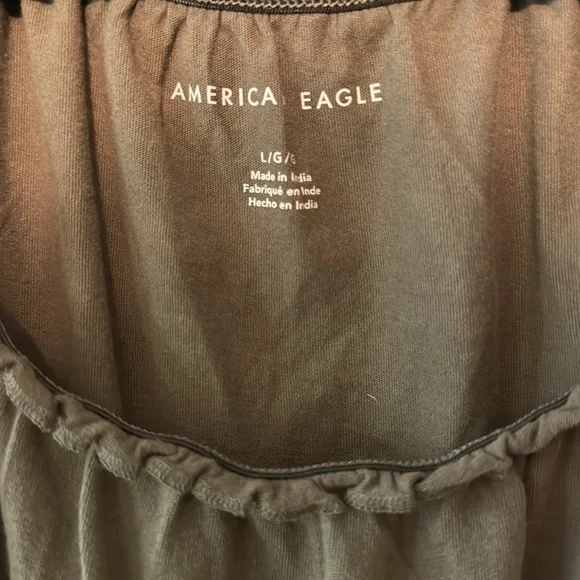 AMERICA EAGLE
L/G/G
Made in India
Fabriqué en Inde
Hecho en India